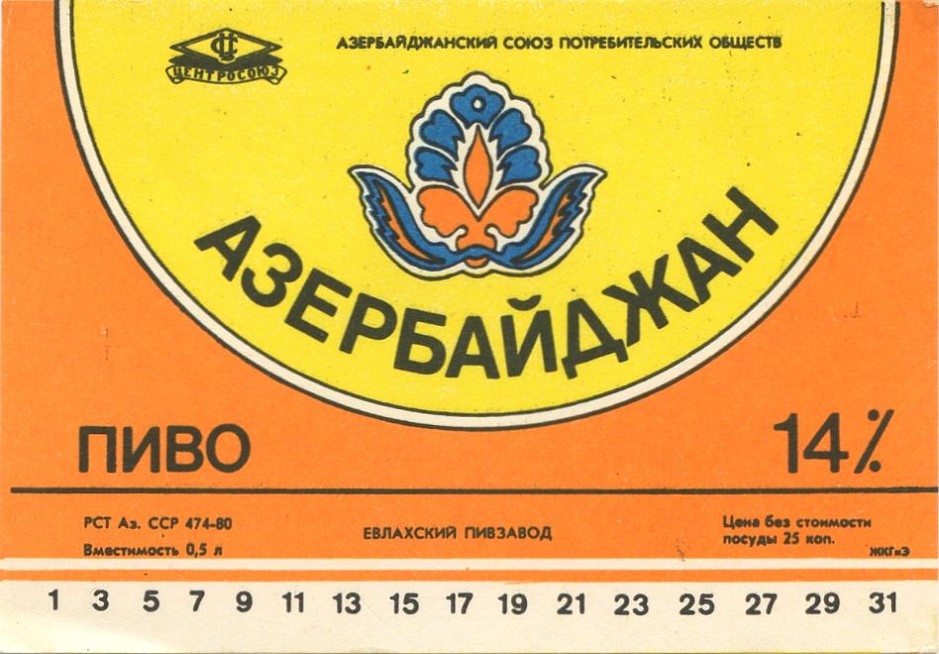 ЦЕНТРОСОЮЗ
АЗЕРБАЙДЖАНСКИЙ СОЮЗ ПОТРЕБИТЕЛЬСКИХ ОБЩЕСТВ
АЗЕРБАЙДЖАН
ПИВО
14%
РСТ Аз. ССР 474-80
Вместимость 0,5 л
ЕВЛАХСКИЙ ПИВЗАВОД
Цена без стоимости
посуды 25 коп.
1 3 5 7 9 11 13 15 17 19 21 23 25 27 29 31